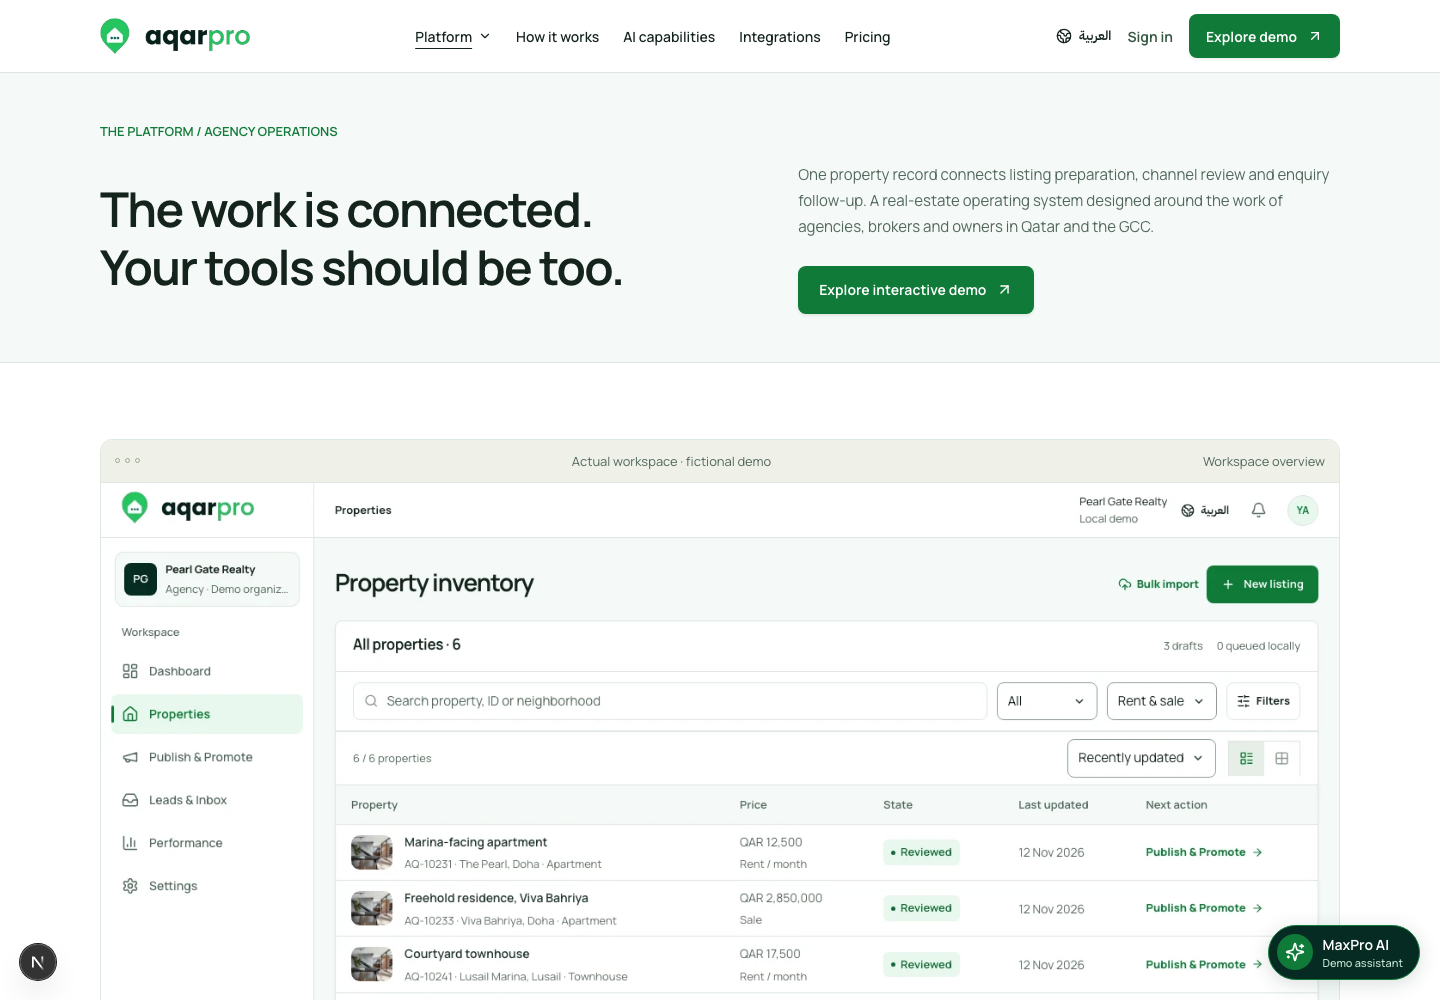 aqarpro
Platform
How it works
AI capabilities
Integrations
Pricing
العربية
Sign in
Explore demo
THE PLATFORM / AGENCY OPERATIONS
The work is connected.
Your tools should be too.
One property record connects listing preparation, channel review and enquiry
follow-up. A real-estate operating system designed around the work of
agencies, brokers and owners in Qatar and the GCC.
Explore interactive demo
Actual workspace · fictional demo
Workspace overview
aqarpro
Properties
Pearl Gate Realty
Local demo
العربية
YA
PG
Pearl Gate Realty
Agency · Demo organiz...
Workspace
Dashboard
Properties
Publish & Promote
Leads & Inbox
Performance
Settings
Property inventory
Bulk import
New listing
All properties · 6
3 drafts
0 queued locally
Search property, ID or neighborhood
All
Rent & sale
Filters
6 / 6 properties
Recently updated
Property
Price
State
Last updated
Next action
Marina-facing apartment
AQ-10231 · The Pearl, Doha · Apartment
QAR 12,500
Rent / month
Reviewed
12 Nov 2026
Publish & Promote
Freehold residence, Viva Bahriya
AQ-10233 · Viva Bahriya, Doha · Apartment
QAR 2,850,000
Sale
Reviewed
12 Nov 2026
Publish & Promote
Courtyard townhouse
AQ-10241 · Lusail Marina, Lusail · Townhouse
QAR 17,500
Rent / month
Reviewed
12 Nov 2026
Publish & Promote
MaxPro AI
Demo assistant
N